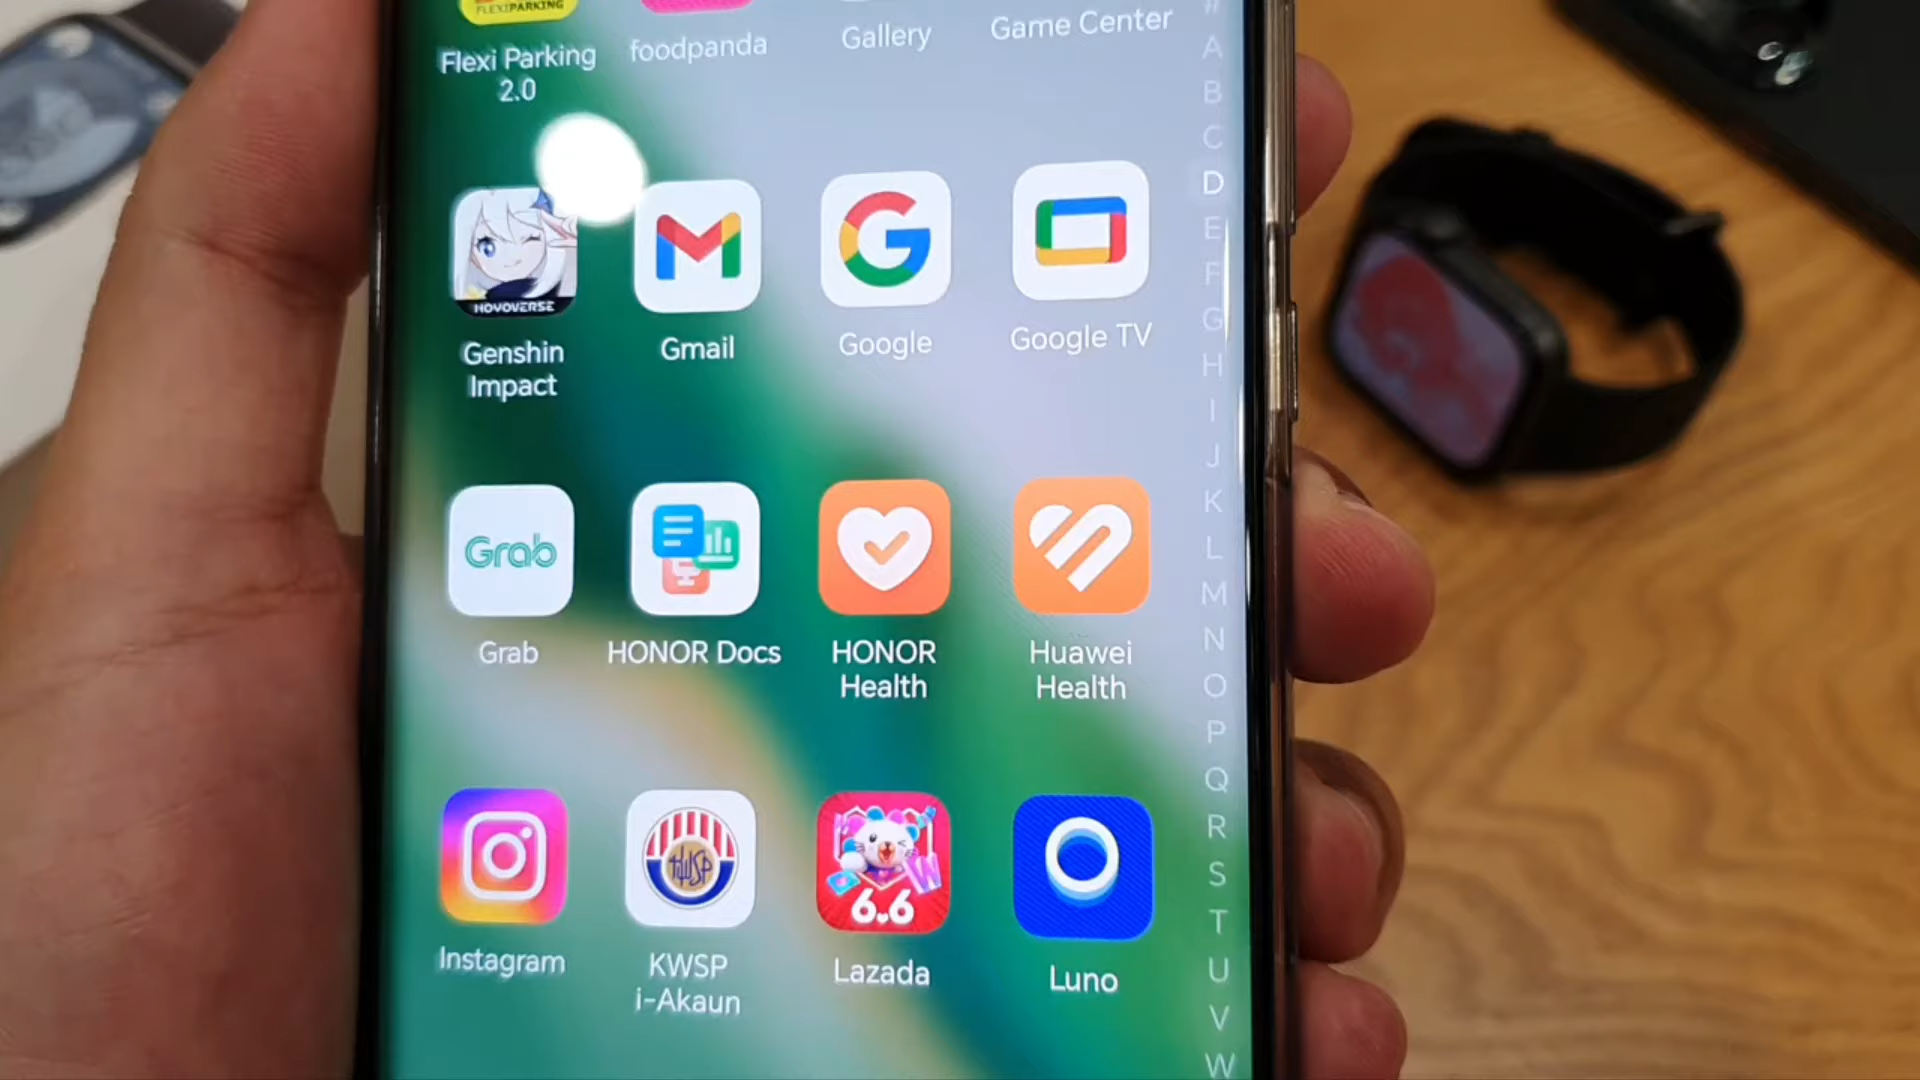 FLEXIPARKING
Flexi Parking
2.0
foodpanda
Gallery
Game Center
HOYOVERSE
Genshin
Impact
Gmail
Google
Google TV
Grab
Grab
HONOR Docs
HONOR
Health
Huawei
Health
Instagram
KWSP
KWSP
i-Akaun
6.6
Lazada
Luno
#
A
B
C
D
E
F
G
H
I
J
K
L
M
N
O
P
Q
R
S
T
U
V
W